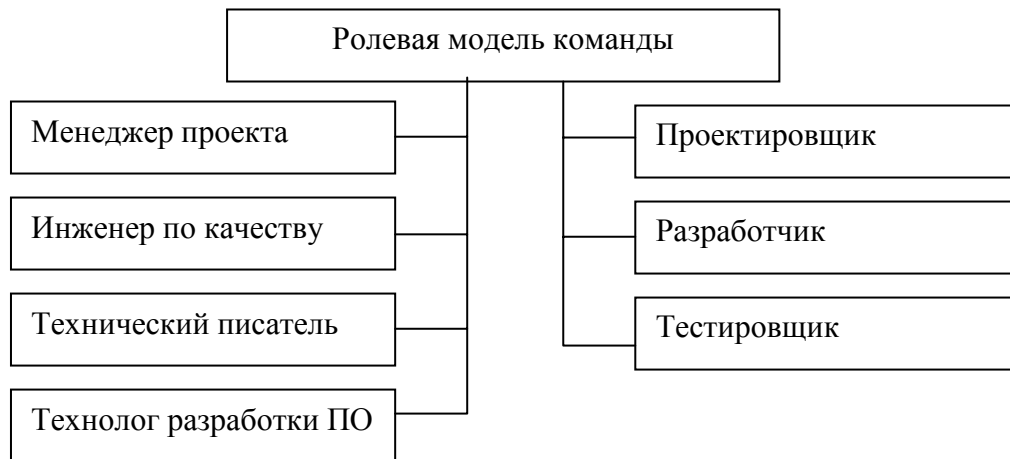 Ролевая модель команды
Менеджер проекта
Инженер по качеству
Технический писатель
Технолог разработки ПО
Проектировщик
Разработчик
Тестировщик